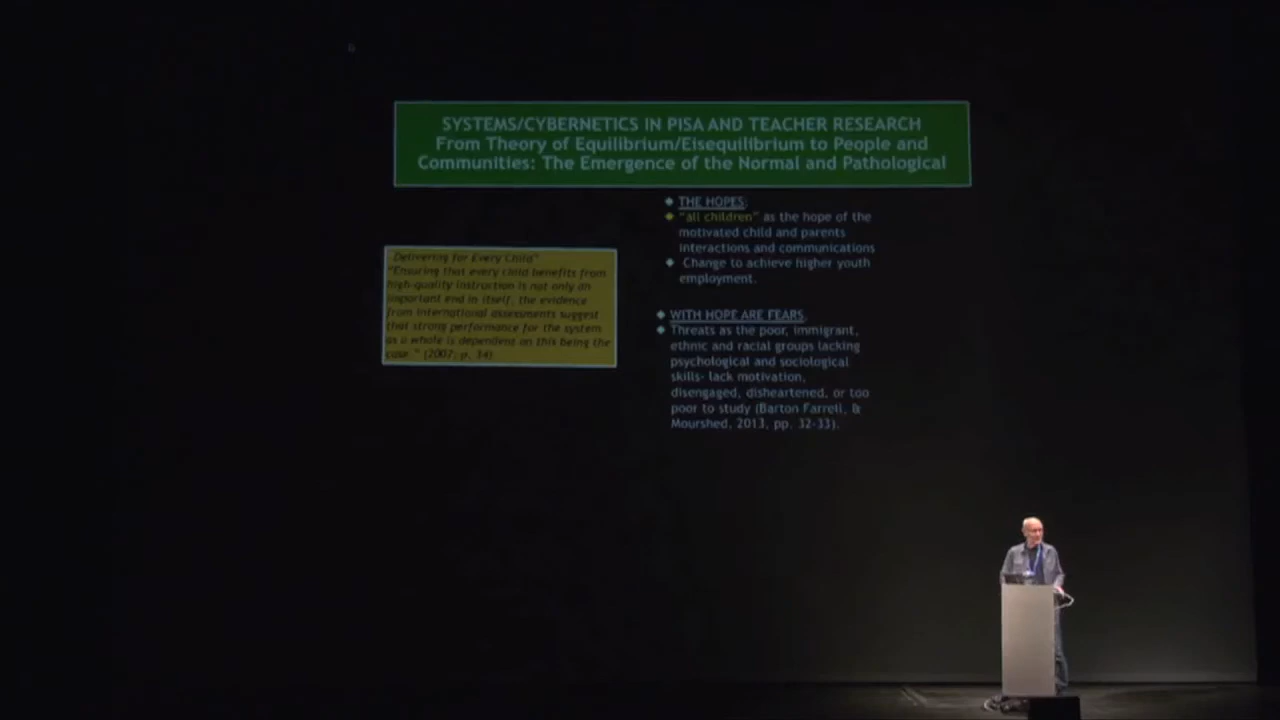 SYSTEMS/CYBERNETICS IN PISA AND TEACHER RESEARCH
From Theory of Equilibrium/Eisequilibrium to People and
Communities: The Emergence of the Normal and Pathological
Delivering for Every Child"
"Ensuring that every child benefits from
high-quality instruction is not only an
important end in itself, the evidence
from international assessments suggest
that strong performance for the system
as a whole is dependent on this being the
case." (2007; p. 34)
THE HOPES:
"all children" as the hope of the
motivated child and parents
interactions and communications
Change to achieve higher youth
employment.
WITH HOPE ARE FEARS.
Threats as the poor, immigrant,
ethnic and racial groups lacking
psychological and sociological
skills- lack motivation,
disengaged, disheartened, or too
poor to study (Barton Farrell, &
Mourshed, 2013, pp. 32-33).